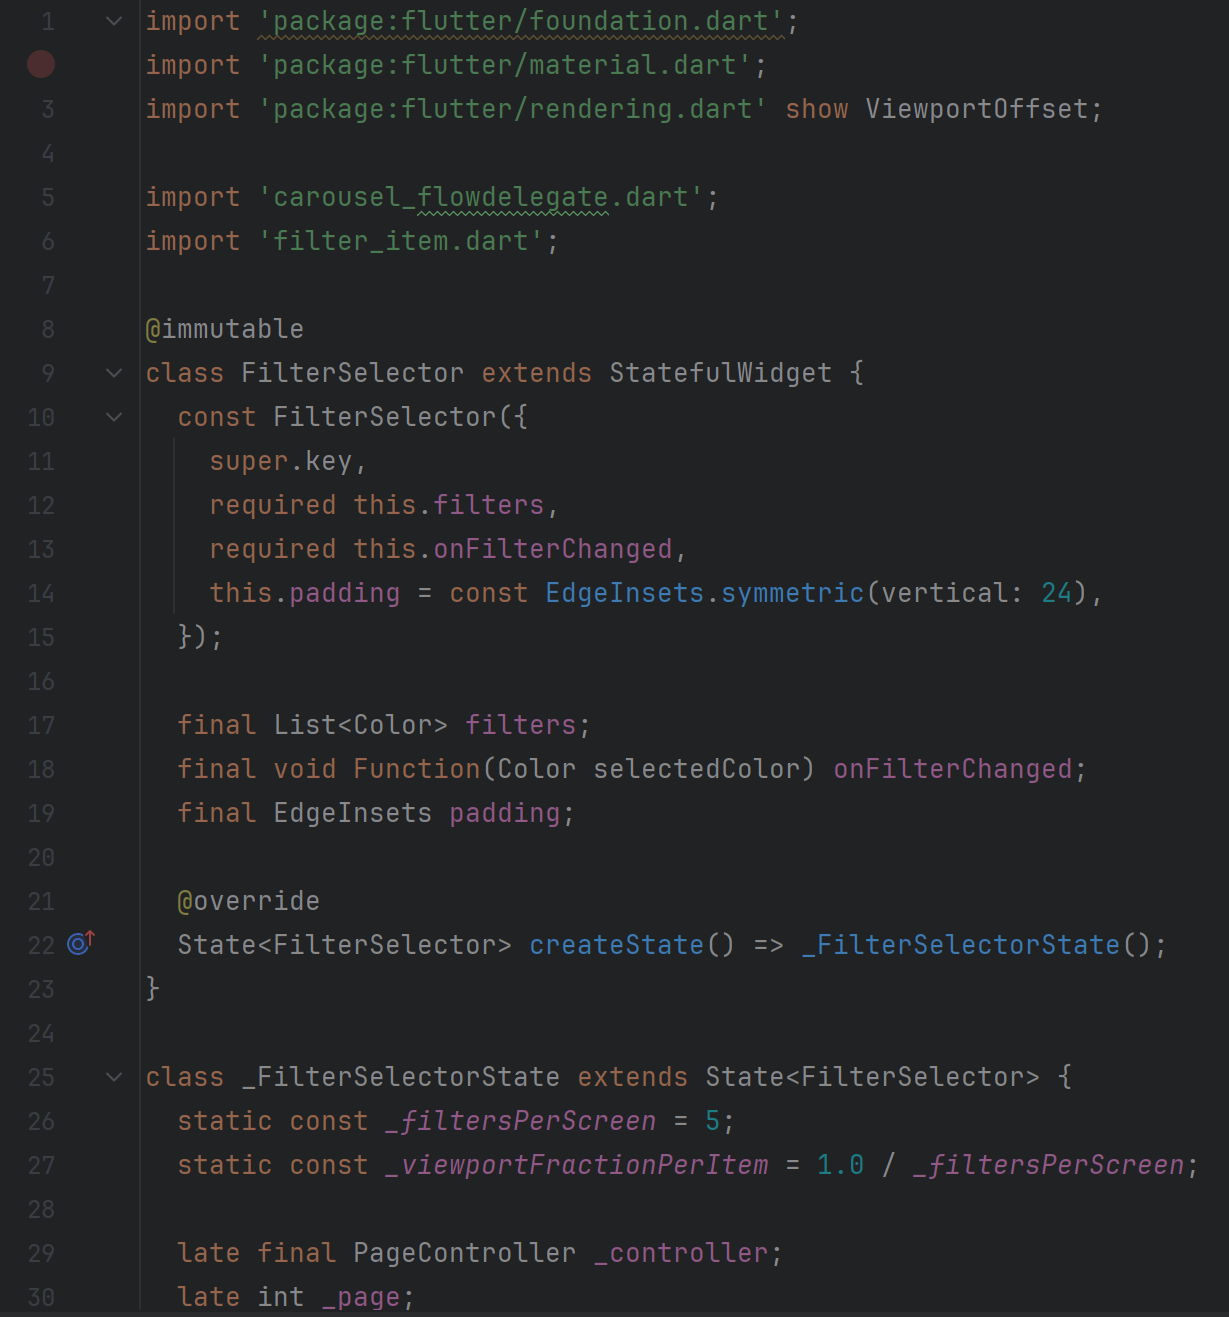 1 import 'package:flutter/foundation.dart';
import 'package:flutter/material.dart';
3 import 'package:flutter/rendering.dart' show ViewportOffset;
4
5 import 'carousel_flowdelegate.dart';
6 import 'filter_item.dart';
7
8 @immutable
9 class FilterSelector extends StatefulWidget {
10   const FilterSelector({
11     super.key,
12     required this.filters,
13     required this.onFilterChanged,
14     this.padding = const EdgeInsets.symmetric(vertical: 24),
15   });
16
17   final List<Color> filters;
18   final void Function(Color selectedColor) onFilterChanged;
19   final EdgeInsets padding;
20
21   @override
22   State<FilterSelector> createState() => _FilterSelectorState();
23 }
24
25 class _FilterSelectorState extends State<FilterSelector> {
26   static const _filtersPerScreen = 5;
27   static const _viewportFractionPerItem = 1.0 / _filtersPerScreen;
28
29   late final PageController _controller;
30   late int _page;